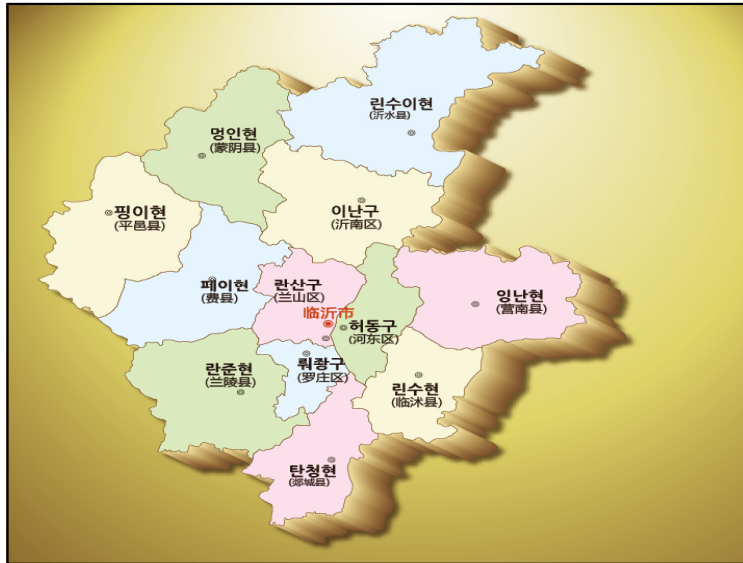 린수이현
(沂水县)
멍인현
(蒙阴县)
핑이현
(平邑县)
이난구
(沂南区)
페이현
(费县)
란산구
(兰山区)
临沂市
허동구
(河东区)
잉난현
(莒南县)
란준현
(兰陵县)
뤄좡구
(罗庄区)
린수현
(临沭县)
탄청현
(郯城县)